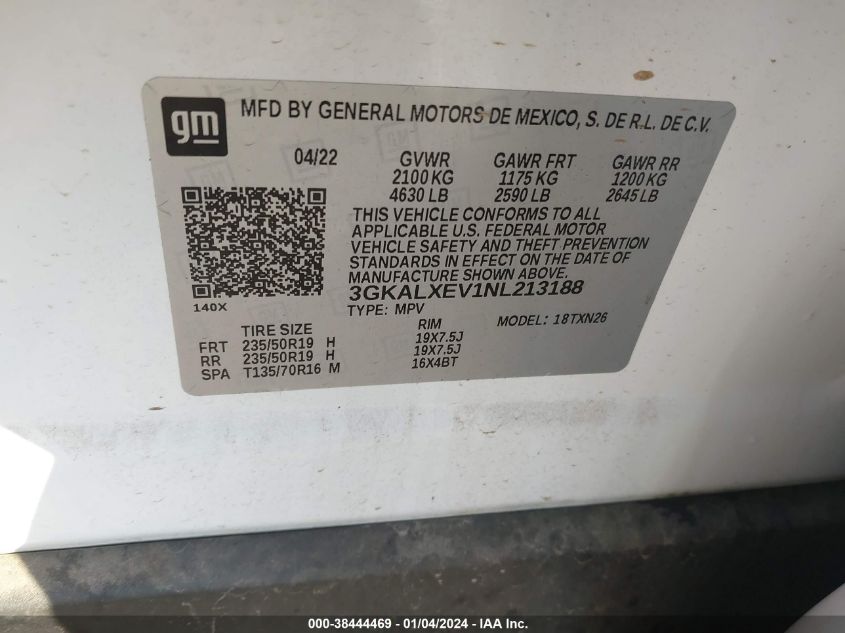 gm
MFD BY GENERAL MOTORS DE MEXICO, S. DE R.L. DE C.V.
04/22 GVWR GAWR FRT GAWR RR
2100 KG 1175 KG 1200 KG
4630 LB 2590 LB 2645 LB
THIS VEHICLE CONFORMS TO ALL
APPLICABLE U.S. FEDERAL MOTOR
VEHICLE SAFETY AND THEFT PREVENTION
STANDARDS IN EFFECT ON THE DATE OF
MANUFACTURE SHOWN ABOVE.
3GKALXEV1NL213188
140X
TYPE: MPV MODEL: 18TXN26
TIRE SIZE RIM
FRT 235/50R19 H 19X7.5J
RR 235/50R19 H 19X7.5J
SPA T135/70R16 M 16X4BT
000-38444469 - 01/04/2024 - IAA Inc.